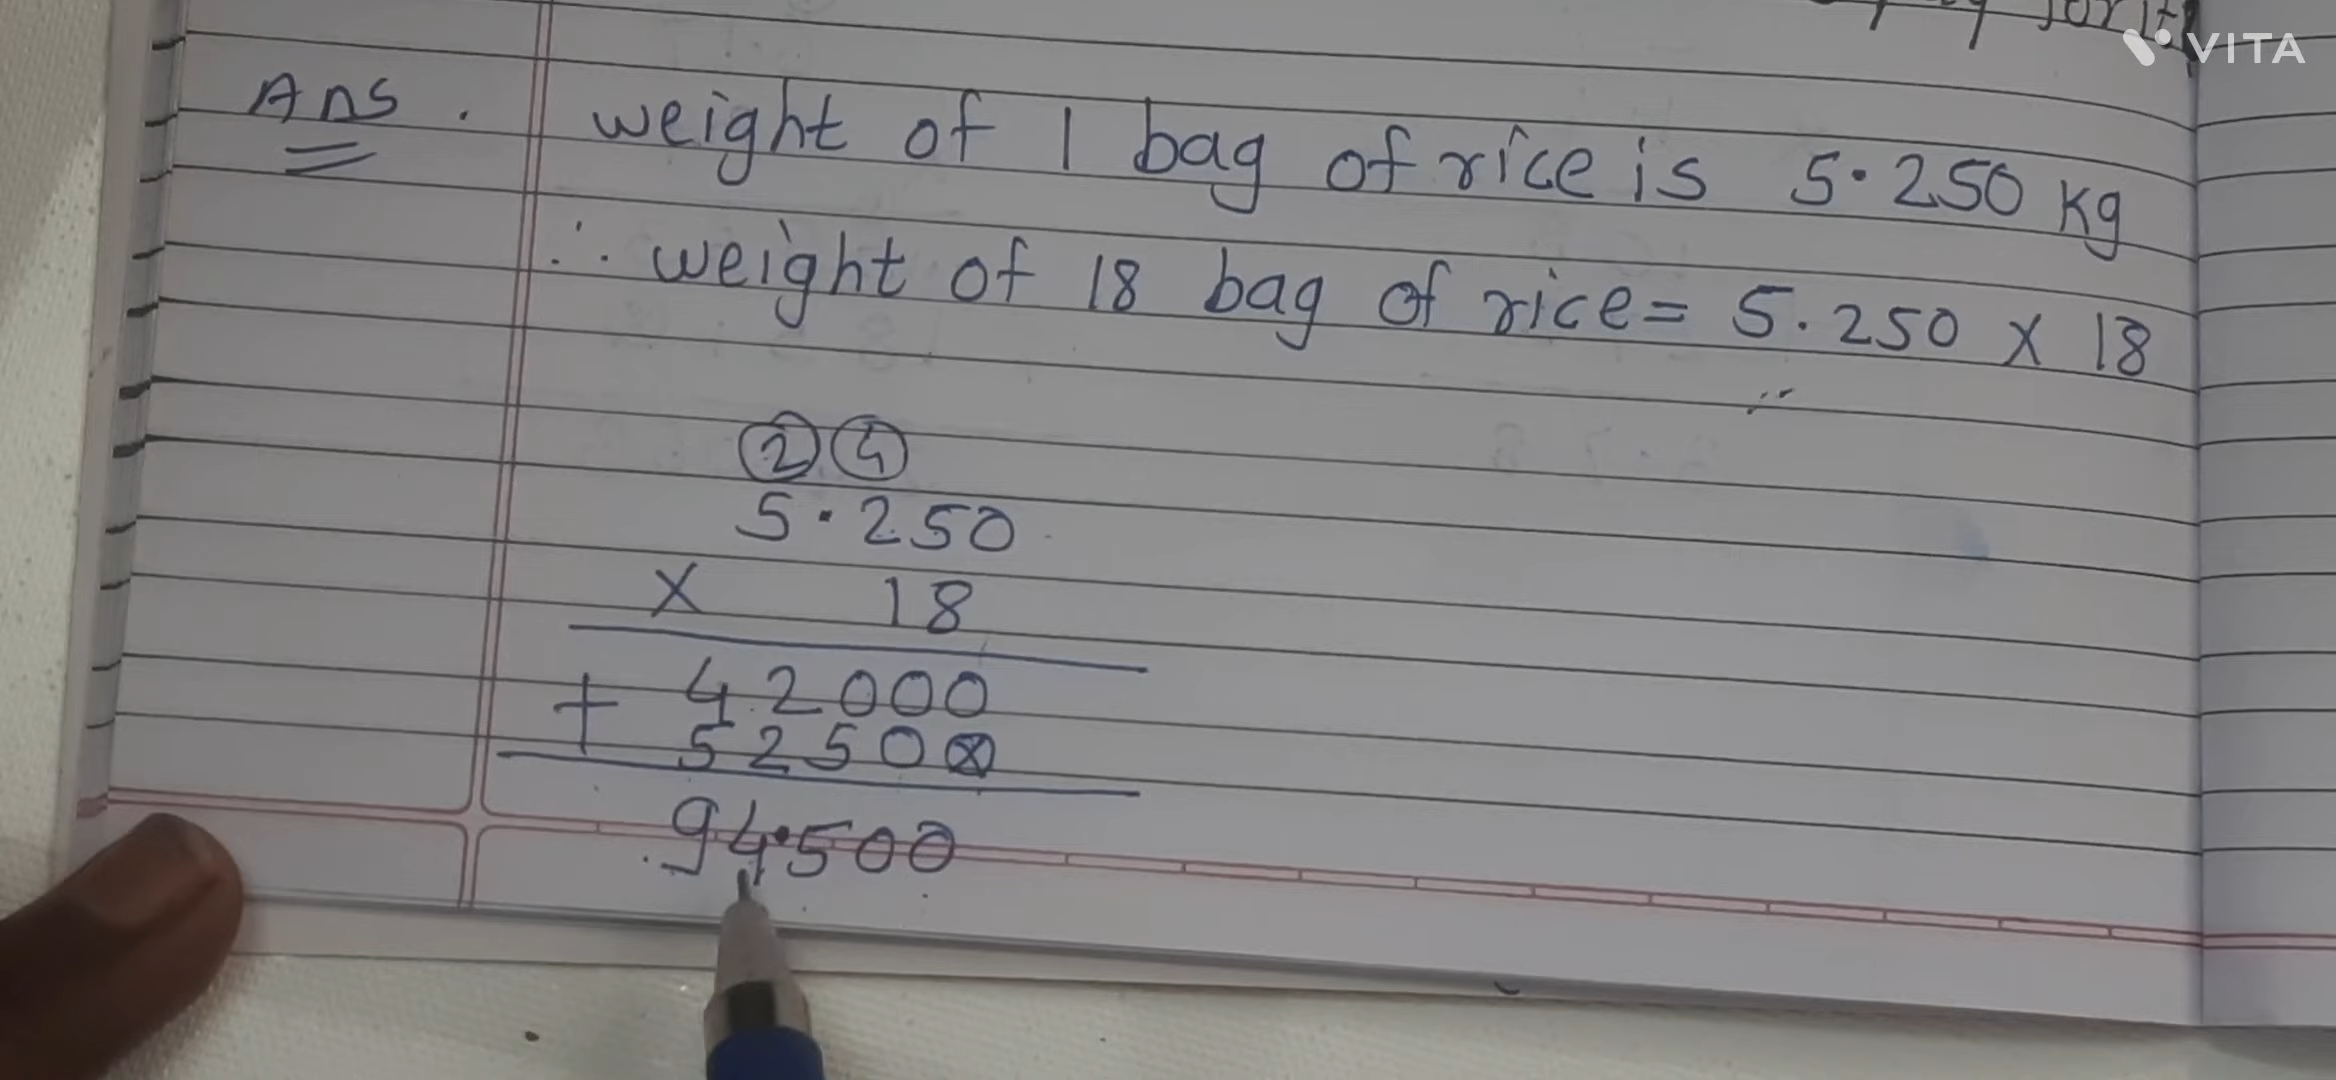 VITA
Ans. weight of 1 bag of rice is 5.250 kg
∴ weight of 18 bag of rice = 5.250 x 18
2 4
5.250
x 18
42000
+ 5250x
94.500